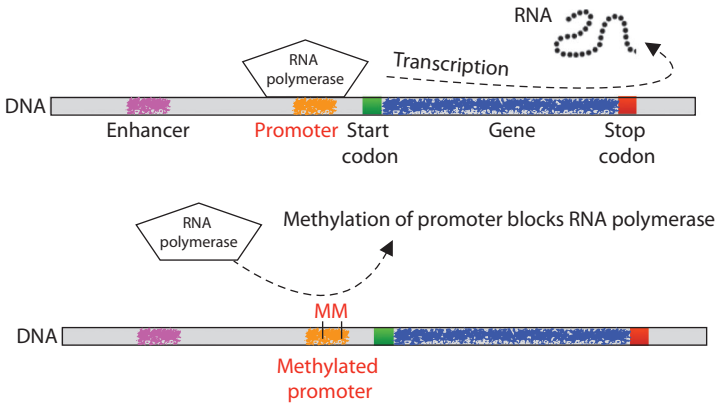 RNA
RNA
polymerase
Transcription
DNA
Enhancer
Promoter
Start
codon
Gene
Stop
codon
RNA
polymerase
Methylation of promoter blocks RNA polymerase
MM
DNA
Methylated
promoter